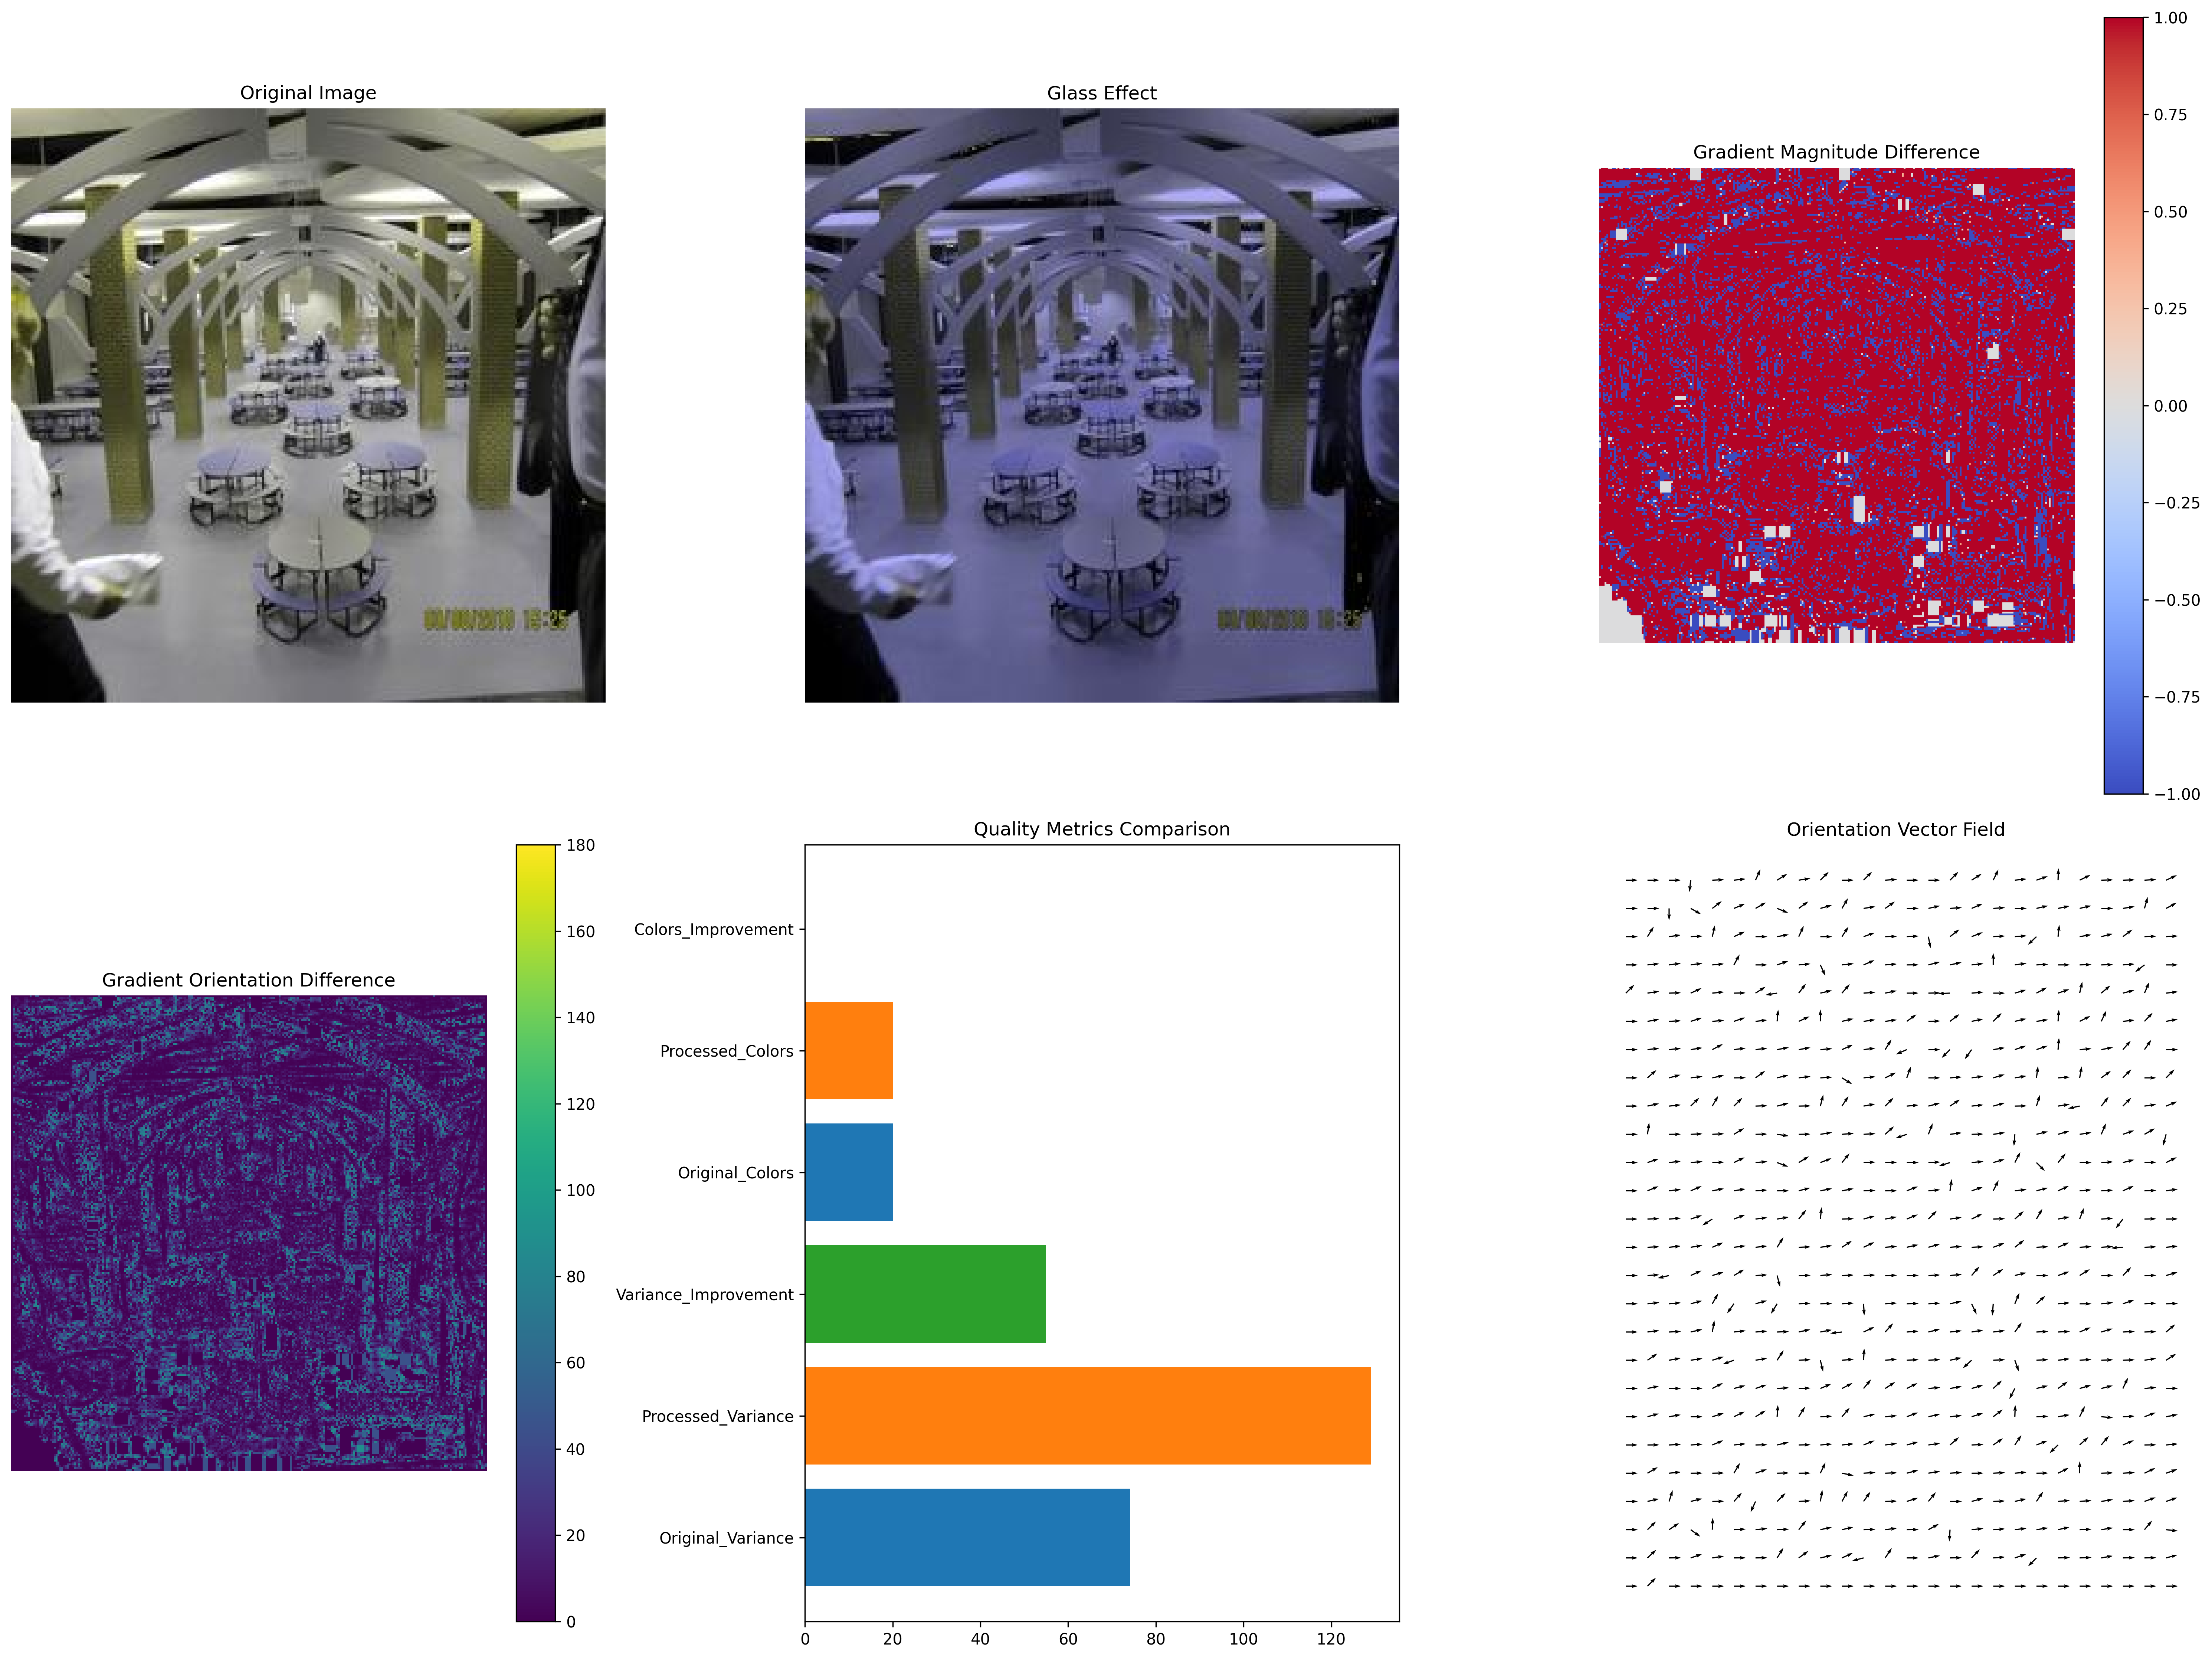 Original Image
Glass Effect
Gradient Magnitude Difference
1.00
0.75
0.50
0.25
0.00
−0.25
−0.50
−0.75
−1.00
Gradient Orientation Difference
180
160
140
120
100
80
60
40
20
0
Quality Metrics Comparison
Colors_Improvement
Processed_Colors
Original_Colors
Variance_Improvement
Processed_Variance
Original_Variance
0 20 40 60 80 100 120
Orientation Vector Field